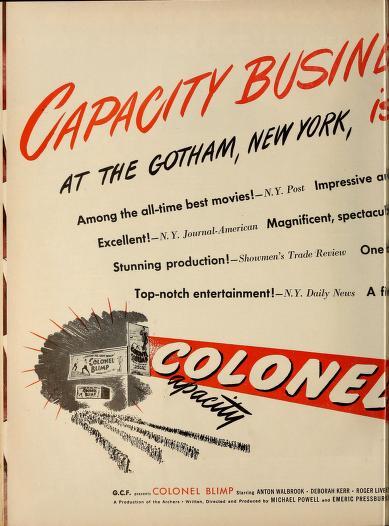 CAPACITY BUSIN
is
AT THE GOTHAM, NEW YORK,
Among the all-time best movies!—N.Y. Post Impressive
Excellent!—N.Y. Journal-American Magnificent, spectacu
Stunning production!—Showmen's Trade Review One
Top-notch entertainment!—N.Y. Daily News A
COLONEL
BLIMP
COLONEL
apacity
G.C.F. presents COLONEL BLIMP Starring ANTON WALBROOK · DEBORAH KERR · ROGER LIVE
A Production of the Archers · Written, Directed and Produced by MICHAEL POWELL and EMERIC PRESSBUR